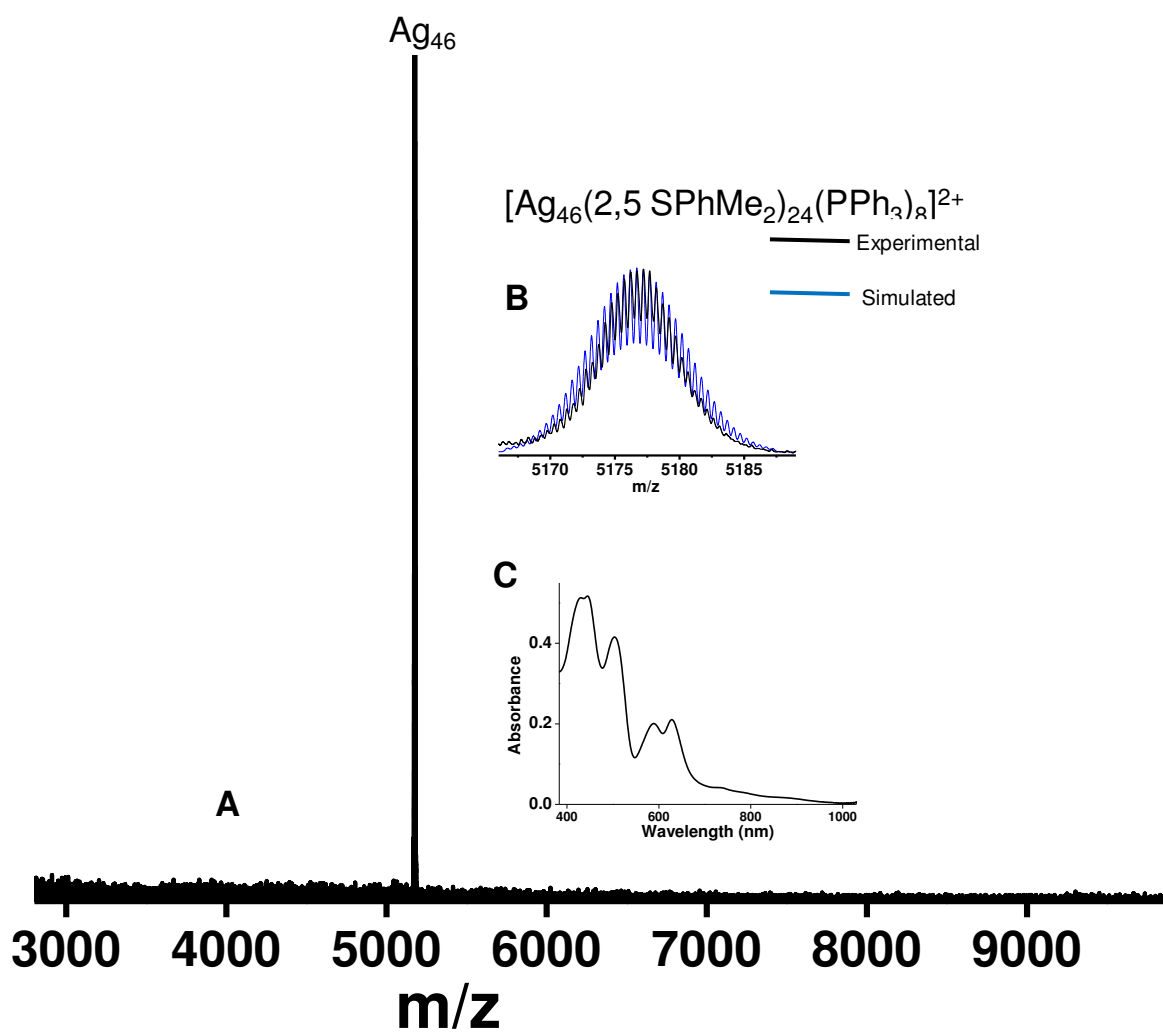 Ag₄₆
[Ag₄₆(2,5 SPhMe₂)₂₄(PPh₃)₈]²⁺
Experimental
Simulated
B
5170 5175 5180 5185
m/z
C
0.4
0.2
0.0
Absorbance
400 600 800 1000
Wavelength (nm)
A
3000 4000 5000 6000 7000 8000 9000
m/z